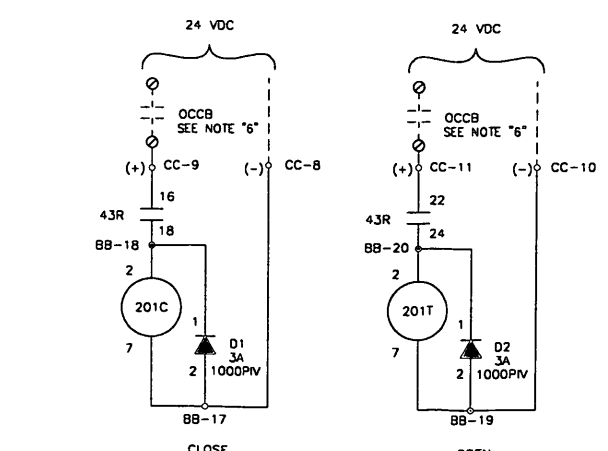 24 VDC
OCCB
SEE NOTE "6"
(+) CC-9
(-) CC-8
16
43R
18
BB-18
2
201C
7
1
D1
3A
1000PIV
2
BB-17
CLOSE
24 VDC
OCCB
SEE NOTE "6"
(+) CC-11
(-) CC-10
22
43R
24
BB-20
2
201T
7
1
D2
3A
1000PIV
2
BB-19
OPEN